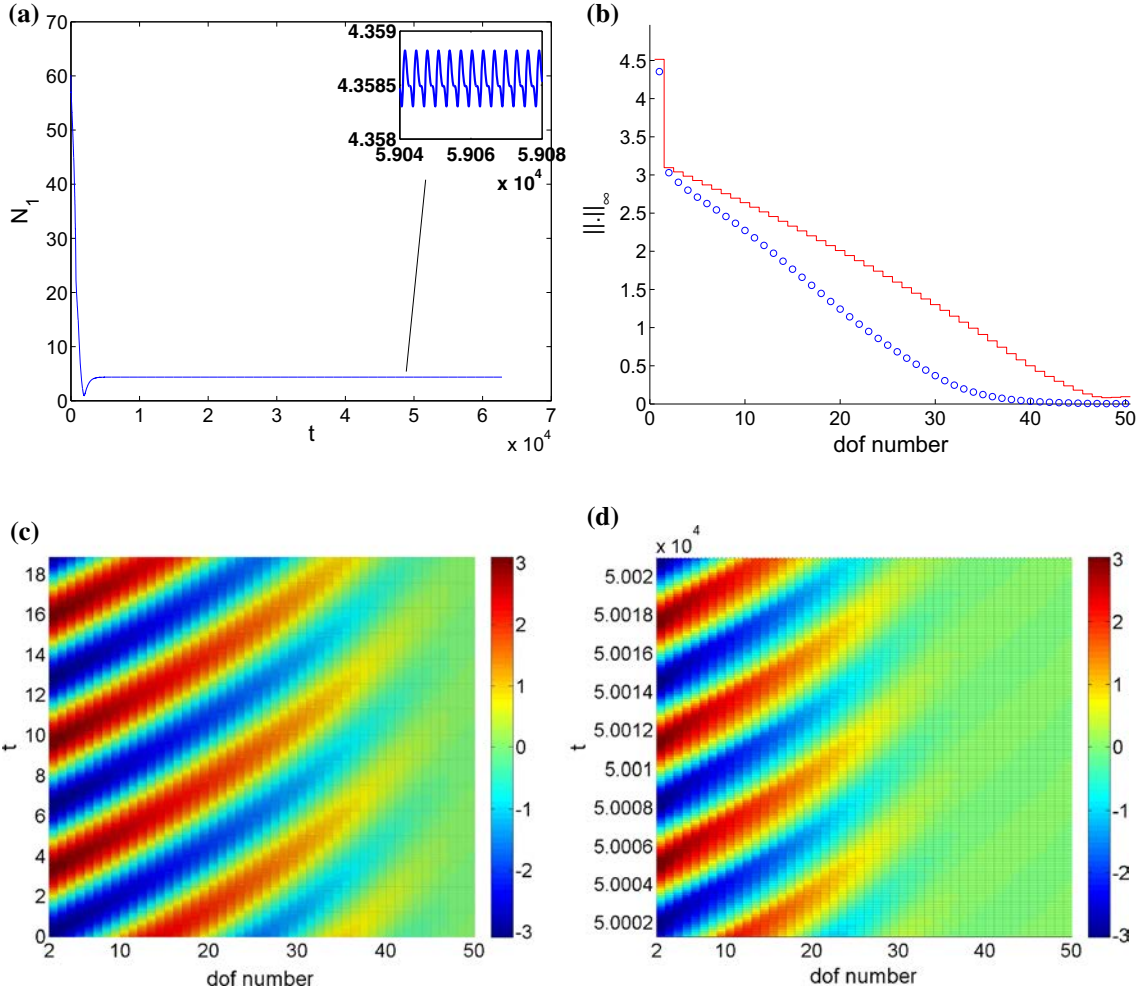 (a)
70
60
50
40
30
20
10
0
N1
0 1 2 3 4 5 6 70
t
x 10^4
4.359
4.3585
4.358
5.904 5.906 5.908
x 10^4
(b)
4.5
4
3.5
3
2.5
2
1.5
1
0.5
0
||.||∞
0 10 20 30 40 50
dof number
(c)
18
16
14
12
10
8
6
4
2
0
t
2 10 20 30 40 50
dof number
3
2
1
0
-1
-2
-3
(d)
x 10^4
5.002
5.0018
5.0016
5.0014
5.0012
5.001
5.0008
5.0006
5.0004
5.0002
t
2 10 20 30 40 50
dof number
3
2
1
0
-1
-2
-3